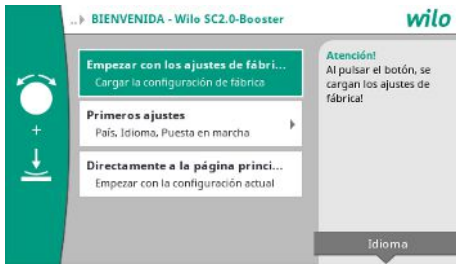 ..▶ BIENVENIDA - Wilo SC2.0-Booster
wilo
Empezar con los ajustes de fábri...
Cargar la configuración de fábrica
Primeros ajustes
País, Idioma, Puesta en marcha
Directamente a la página princi...
Empezar con la configuración actual
Atención!
Al pulsar el botón, se
cargan los ajustes de
fábrica!
+
Idioma